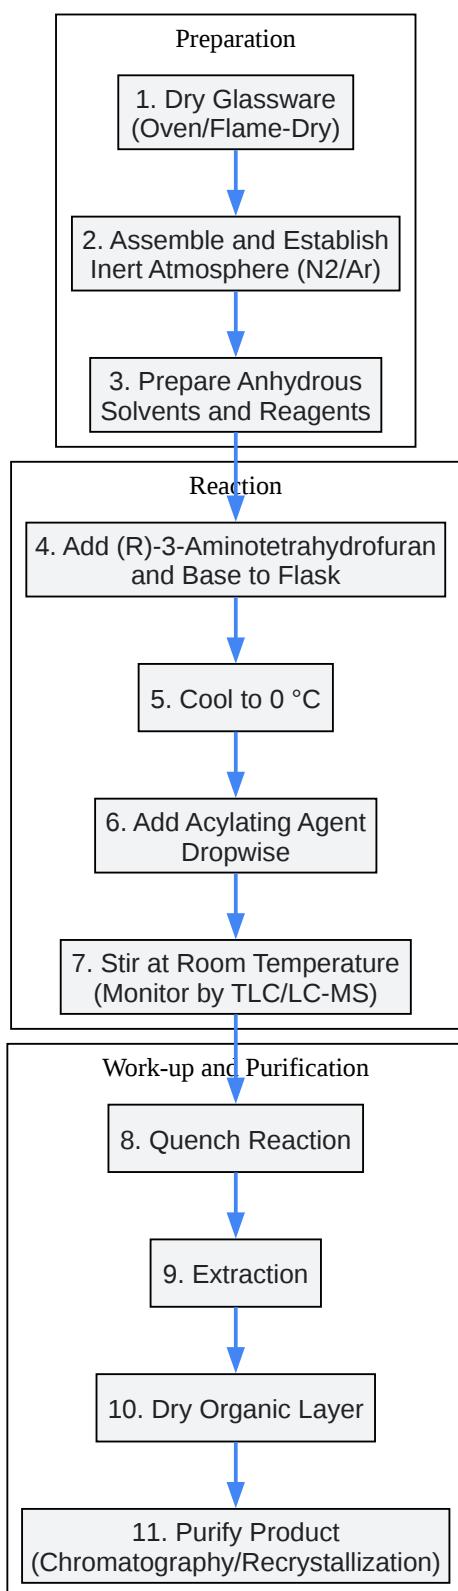 Preparation
1. Dry Glassware
(Oven/Flame-Dry)
2. Assemble and Establish
Inert Atmosphere (N2/Ar)
3. Prepare Anhydrous
Solvents and Reagents
Reaction
4. Add (R)-3-Aminotetrahydrofuran
and Base to Flask
5. Cool to 0 °C
6. Add Acylating Agent
Dropwise
7. Stir at Room Temperature
(Monitor by TLC/LC-MS)
Work-up and Purification
8. Quench Reaction
9. Extraction
10. Dry Organic Layer
11. Purify Product
(Chromatography/Recrystallization)